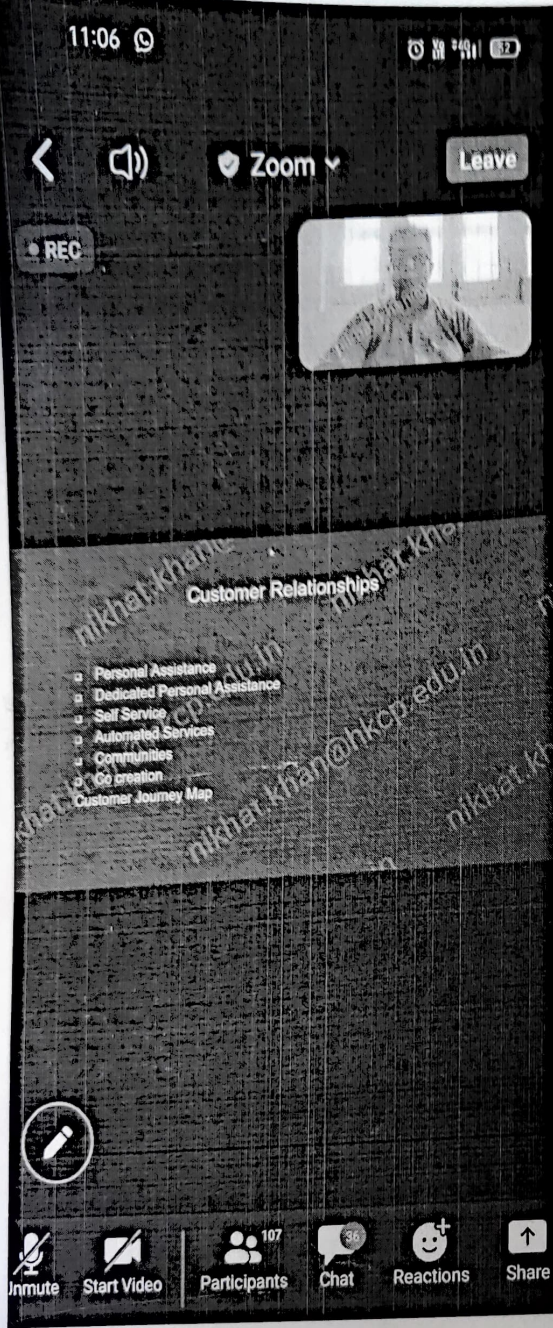 11:06
32
Zoom
Leave
REC
Customer Relationships
Personal Assistance
Dedicated Personal Assistance
Self Service
Automated Services
Communities
Co creation
Customer Journey Map
nikhat.khan@hkcp.edu.in
107
36
Unmute
Start Video
Participants
Chat
Reactions
Share